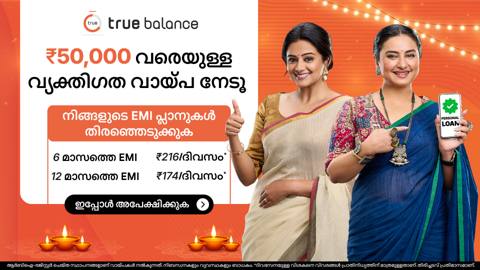 true
true balance
₹50,000 വരെയുള്ള
വ്യക്തിഗത വായ്പ നേടൂ
നിങ്ങളുടെ EMI പ്ലാനുകൾ
തിരഞ്ഞെടുക്കുക
6 മാസത്തെ EMI ₹216/ദിവസം*
12 മാസത്തെ EMI ₹174/ദിവസം*
ഇപ്പോൾ അപേക്ഷിക്കുക
PERSONAL
LOAN